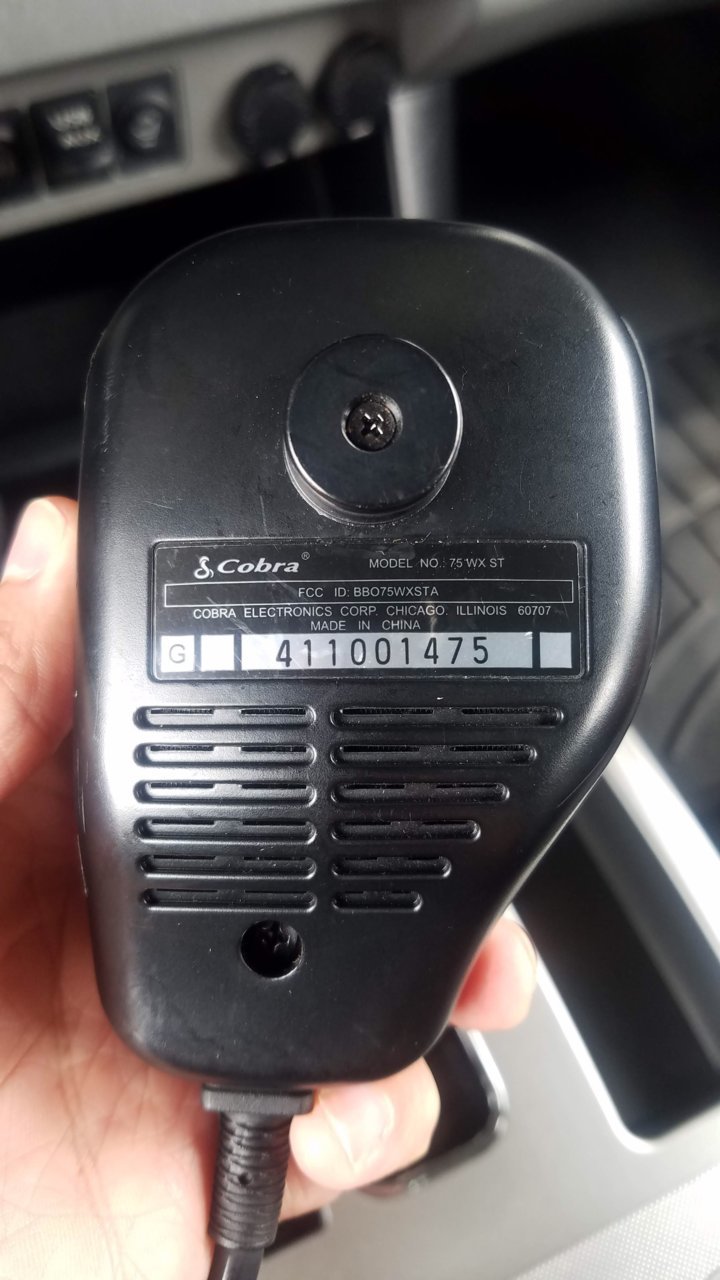 Cobra® MODEL NO.: 75 WX ST
FCC ID: BBO75WXSTA
COBRA ELECTRONICS CORP. CHICAGO. ILLINOIS 60707
MADE IN CHINA
G 411001475